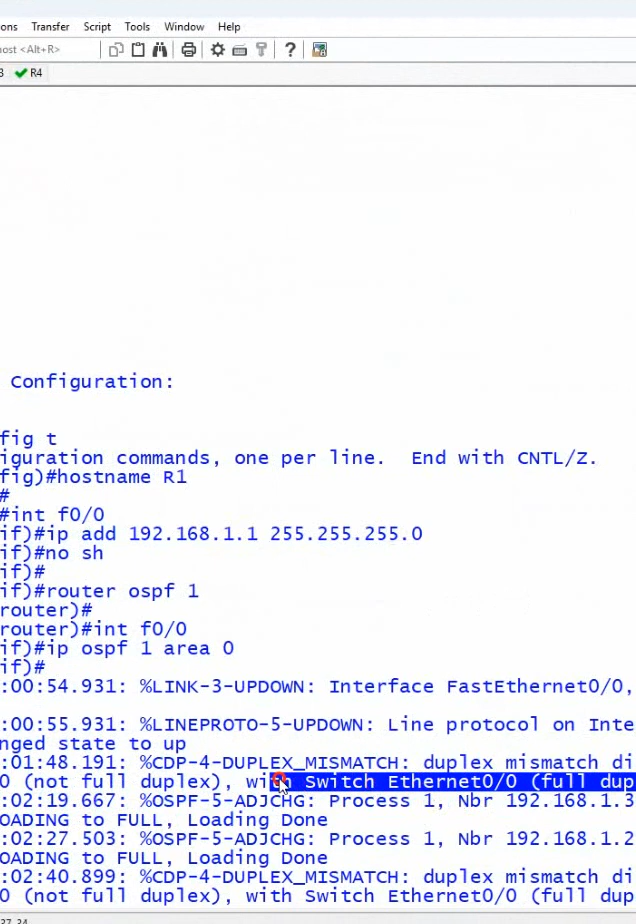 ons Transfer Script Tools Window Help
ost <Alt+R>
3 R4
Configuration:
fig t
iguration commands, one per line. End with CNTL/Z.
fig)#hostname R1
#
#int f0/0
if)#ip add 192.168.1.1 255.255.255.0
if)#no sh
if)#
if)#router ospf 1
router)#
router)#int f0/0
if)#ip ospf 1 area 0
if)#
:00:54.931: %LINK-3-UPDOWN: Interface FastEthernet0/0,
:00:55.931: %LINEPROTO-5-UPDOWN: Line protocol on Inte
nged state to up
:01:48.191: %CDP-4-DUPLEX_MISMATCH: duplex mismatch di
0 (not full duplex), with Switch Ethernet0/0 (full dup
:02:19.667: %OSPF-5-ADJCHG: Process 1, Nbr 192.168.1.3
OADING to FULL, Loading Done
:02:27.503: %OSPF-5-ADJCHG: Process 1, Nbr 192.168.1.2
OADING to FULL, Loading Done
:02:40.899: %CDP-4-DUPLEX_MISMATCH: duplex mismatch di
0 (not full duplex), with Switch Ethernet0/0 (full dup